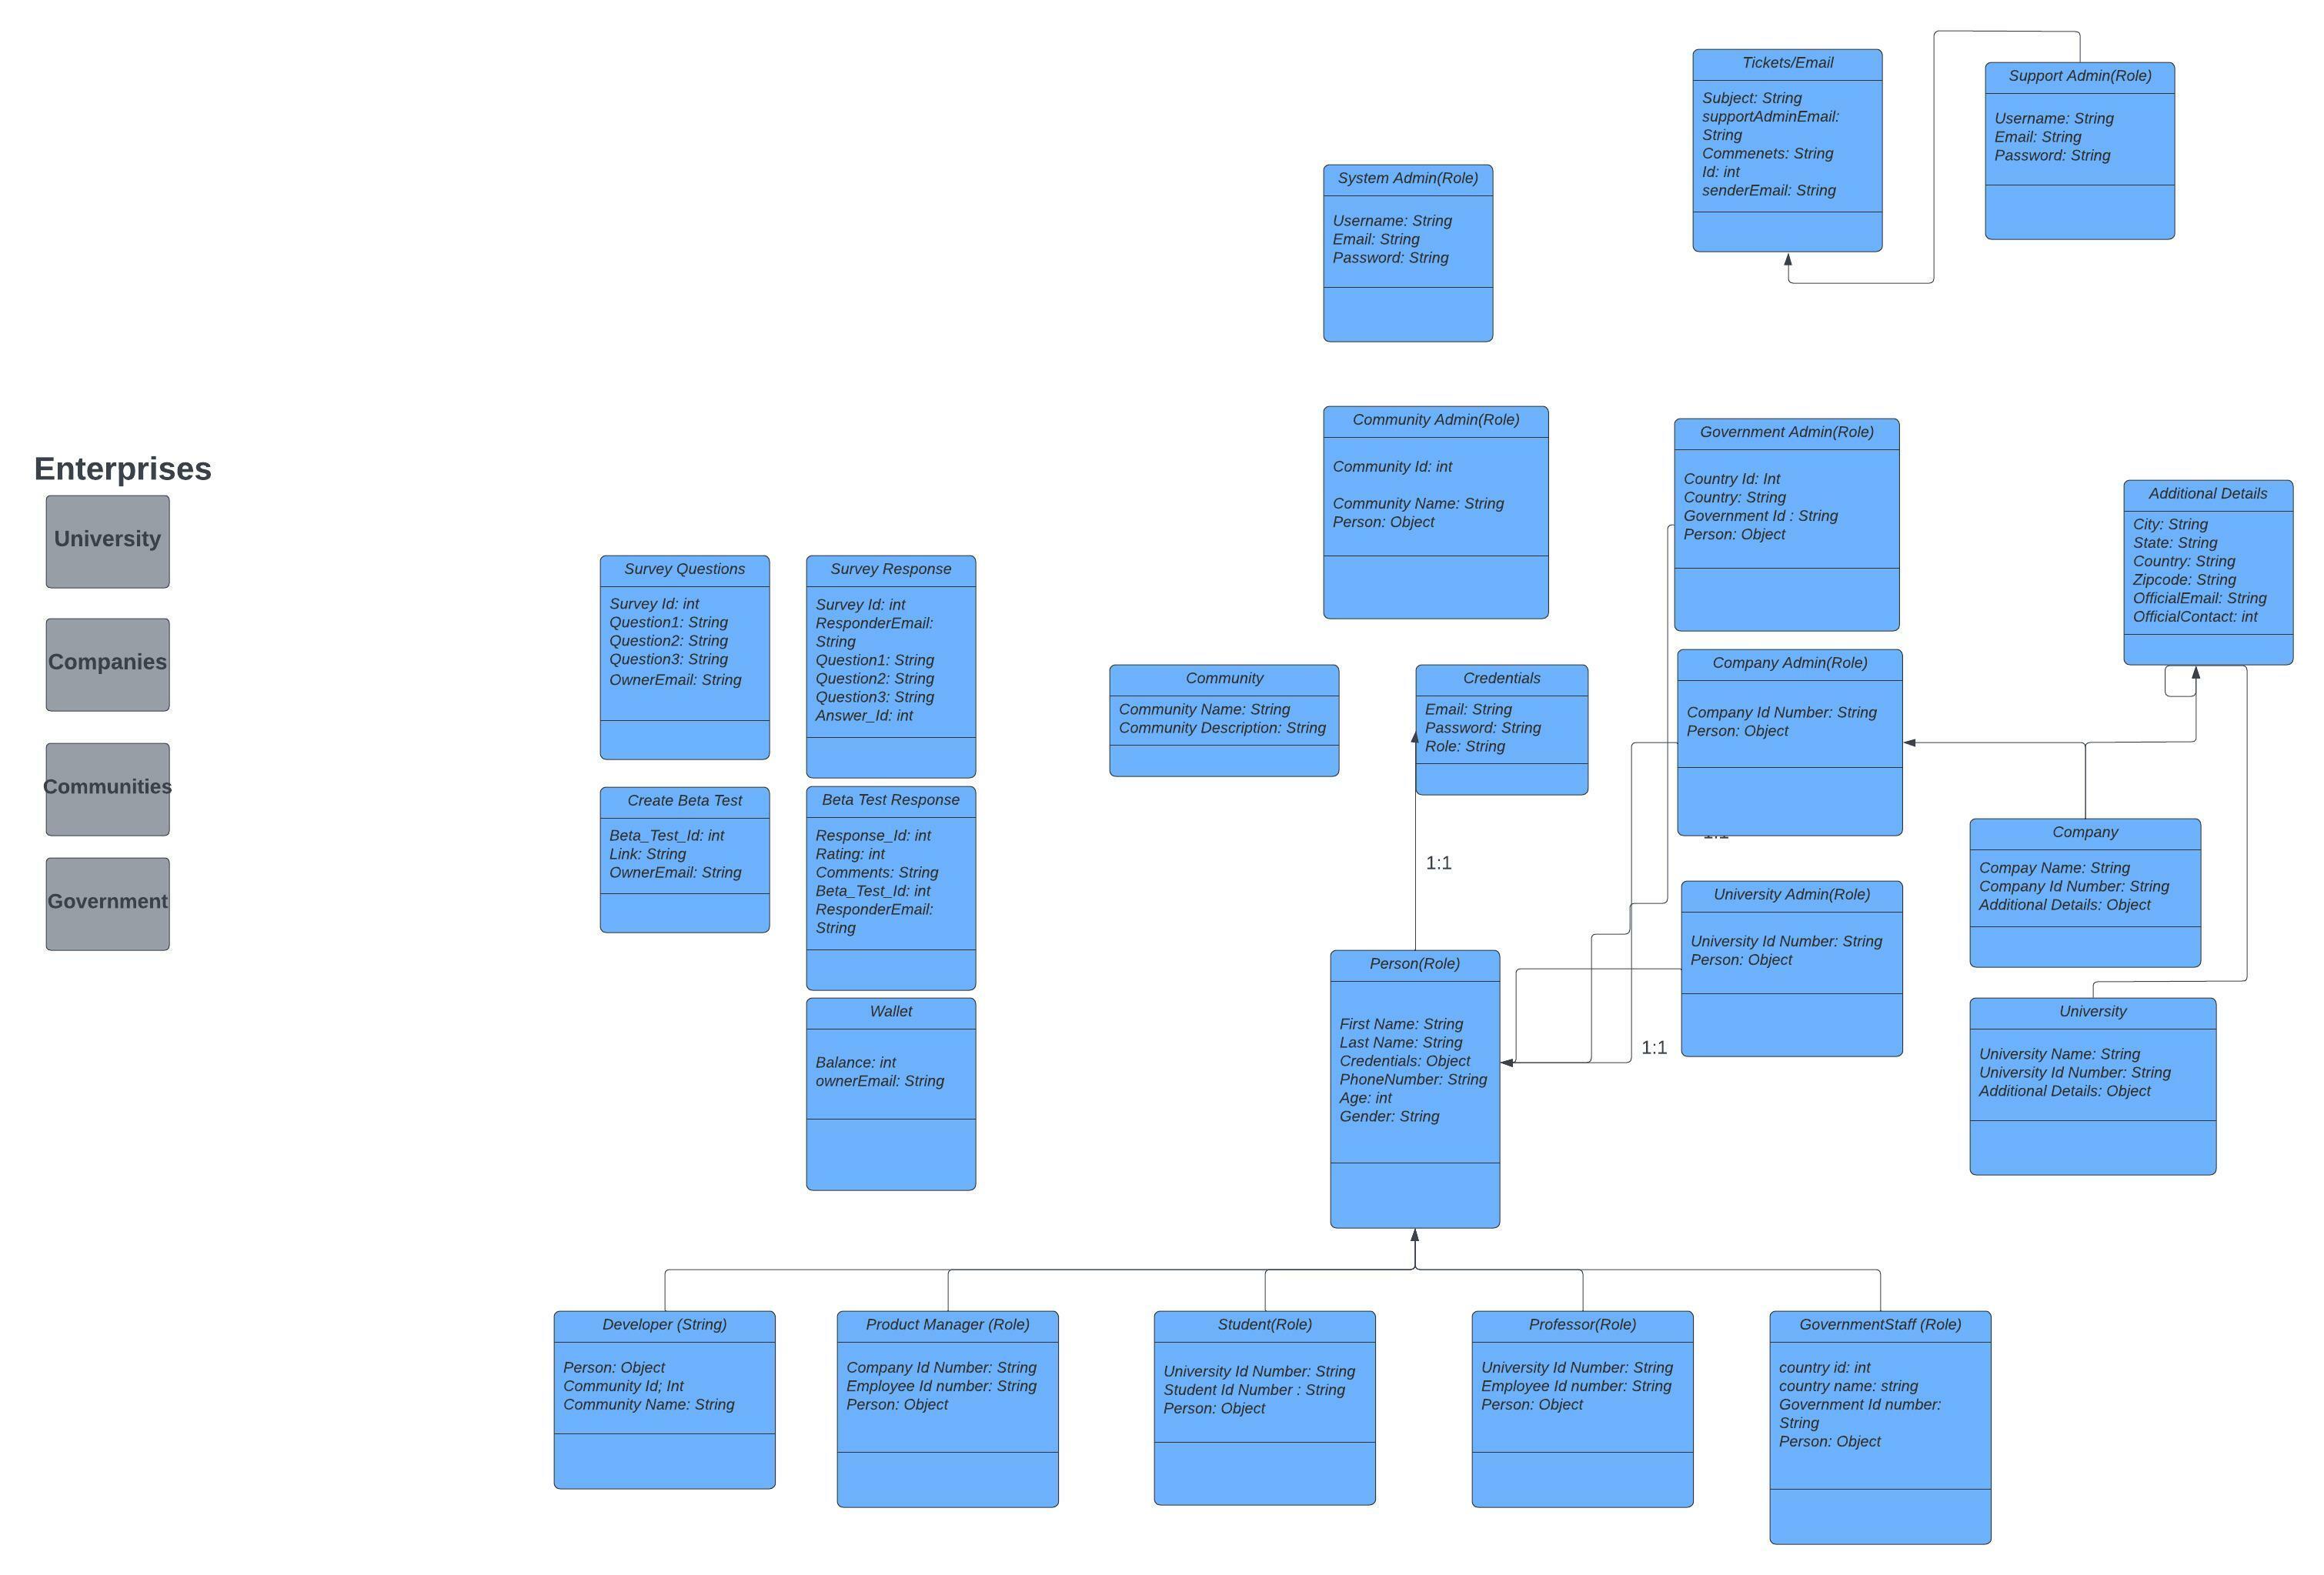 Tickets/Email
Subject: String
supportAdminEmail:
String
Commenets: String
Id: int
senderEmail: String
Support Admin(Role)
Username: String
Email: String
Password: String
System Admin(Role)
Username: String
Email: String
Password: String
Community Admin(Role)
Community Id: int
Community Name: String
Person: Object
Government Admin(Role)
Country Id: Int
Country: String
Government Id : String
Person: Object
Additional Details
City: String
State: String
Country: String
Zipcode: String
OfficialEmail: String
OfficialContact: int
Enterprises
University
Companies
Communities
Government
Survey Questions
Survey Id: int
Question1: String
Question2: String
Question3: String
OwnerEmail: String
Survey Response
Survey Id: int
ResponderEmail:
String
Question1: String
Question2: String
Question3: String
Answer_Id: int
Community
Community Name: String
Community Description: String
Credentials
Email: String
Password: String
Role: String
Company Admin(Role)
Company Id Number: String
Person: Object
1:1
1:1
Create Beta Test
Beta_Test_Id: int
Link: String
OwnerEmail: String
Beta Test Response
Response_Id: int
Rating: int
Comments: String
Beta_Test_Id: int
ResponderEmail:
String
Company
Compay Name: String
Company Id Number: String
Additional Details: Object
University Admin(Role)
University Id Number: String
Person: Object
Person(Role)
First Name: String
Last Name: String
Credentials: Object
PhoneNumber: String
Age: int
Gender: String
1:1
Wallet
Balance: int
ownerEmail: String
University
University Name: String
University Id Number: String
Additional Details: Object
Developer (String)
Person: Object
Community Id; Int
Community Name: String
Product Manager (Role)
Company Id Number: String
Employee Id number: String
Person: Object
Student(Role)
University Id Number: String
Student Id Number : String
Person: Object
Professor(Role)
University Id Number: String
Employee Id number: String
Person: Object
GovernmentStaff (Role)
country id: int
country name: string
Government Id number:
String
Person: Object